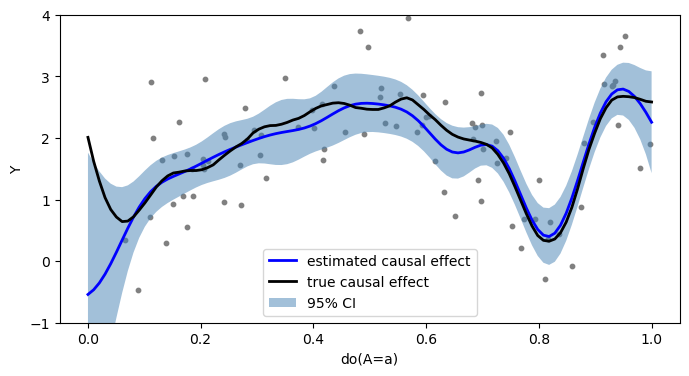 4
3
2
1
0
−1
Y
estimated causal effect
true causal effect
95% CI
0.0 0.2 0.4 0.6 0.8 1.0
do(A=a)